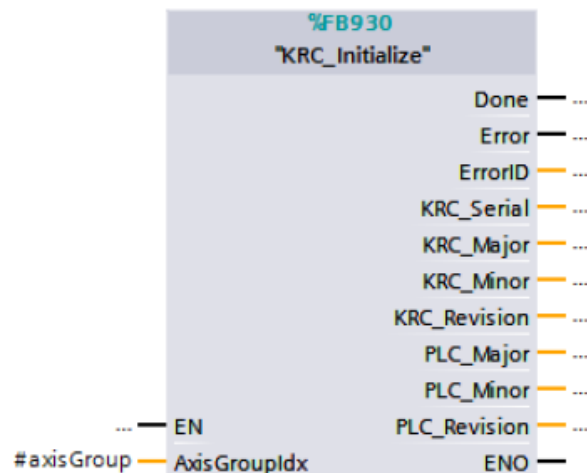 %FB930
"KRC_Initialize"
Done ...
Error ...
ErrorID ...
KRC_Serial ...
KRC_Major ...
KRC_Minor ...
KRC_Revision ...
PLC_Major ...
PLC_Minor ...
... EN PLC_Revision ...
#axisGroup AxisGroupIdx ENO